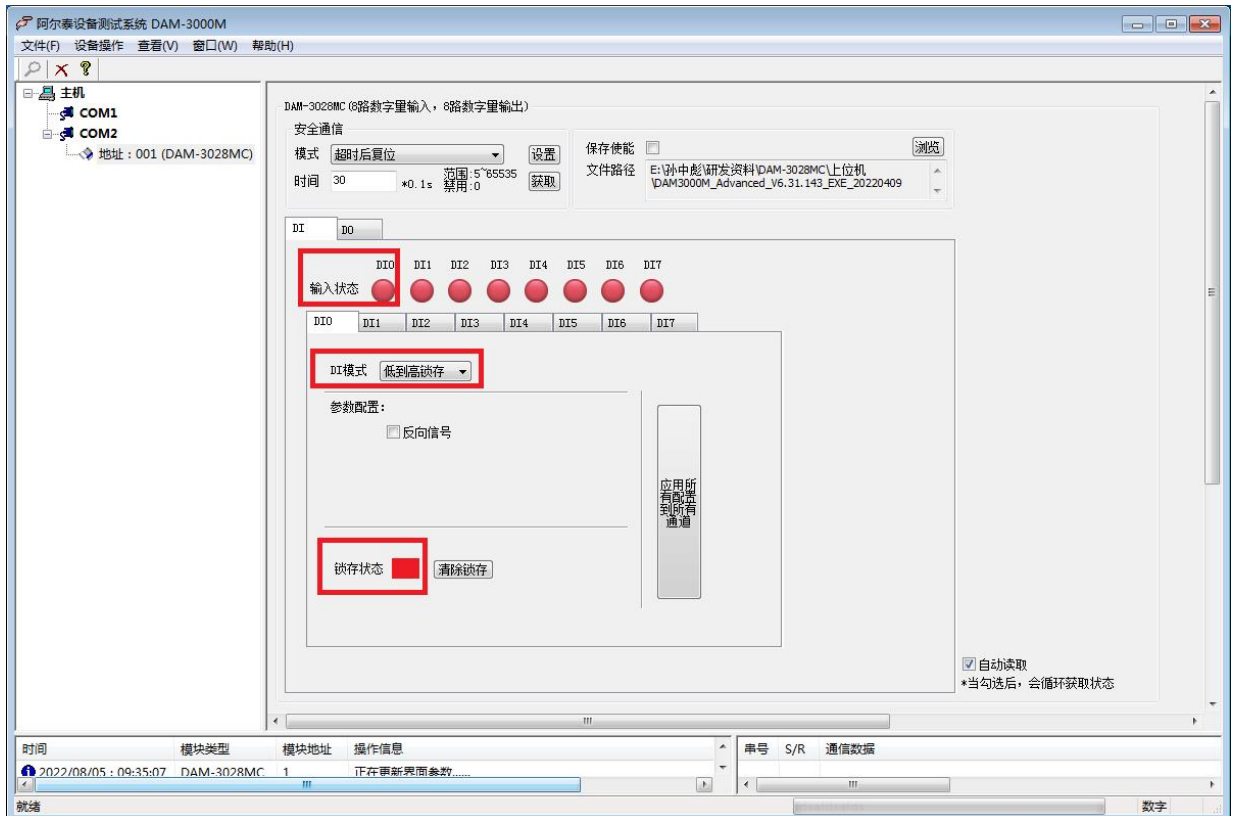 阿尔泰设备测试系统 DAM-3000M
文件(F) 设备操作 查看(V) 窗口(W) 帮助(H)
主机
COM1
COM2
地址：001 (DAM-3028MC)
DAM-3028MC(8路数字量输入，8路数字量输出)
安全通信
模式 超时后复位 设置
时间 30 *0.1s 范围:5~65535 禁用:0 获取
保存使能 浏览
文件路径 E:\孙中彪\研发资料\DAM-3028MC\上位机
\DAM3000M_Advanced_V6.31.143_EXE_20220409
DI DO
DI0 DI1 DI2 DI3 DI4 DI5 DI6 DI7
输入状态
DI0 DI1 DI2 DI3 DI4 DI5 DI6 DI7
DI模式 低到高锁存
参数配置:
反向信号
应用所
有配置
到所有
通道
锁存状态 清除锁存
自动读取
*当勾选后，会循环获取状态
时间 模块类型 模块地址 操作信息 串号 S/R 通信数据
2022/08/05 : 09:35:07 DAM-3028MC 1 正在更新界面参数......
就绪 数字